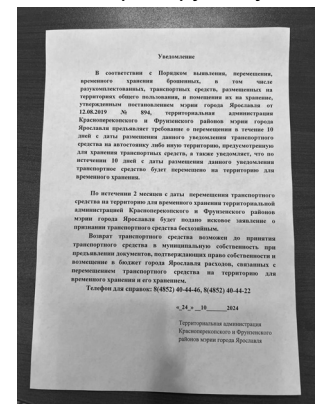 Уведомление
В соответствии с Порядком выявления, перемещения,
временного хранения брошенных, в том числе
разукомплектованных, транспортных средств, размещенных на
территориях общего пользования, и помещения их на хранение,
утвержденным постановлением мэрии города Ярославля от
12.08.2019 № 894, территориальная администрация
Красноперекопского и Фрунзенского районов мэрии города
Ярославля предъявляет требование о перемещении в течение 10
дней с даты размещения данного уведомления транспортного
средства на автостоянку либо иную территорию, предусмотренную
для хранения транспортных средств, а также уведомляет, что по
истечении 10 дней с даты размещения данного уведомления
транспортное средство будет перемещено на территорию для
временного хранения.
По истечении 2 месяцев с даты перемещения транспортного
средства на территорию для временного хранения территориальной
администрацией Красноперекопского и Фрунзенского районов
мэрии города Ярославля будет подано исковое заявление о
признании транспортного средства бесхозяйным.
Возврат транспортного средства возможен до принятия
транспортного средства в муниципальную собственность при
предъявлении документов, подтверждающих право собственности и
возмещение в бюджет города Ярославля расходов, связанных с
перемещением транспортного средства на территорию для
временного хранения и его хранением.
Телефон для справок: 8(4852) 40-44-46, 8(4852) 40-44-22
«_24_» __10______2024
Территориальная администрация
Красноперекопского и Фрунзенского
районов мэрии города Ярославля